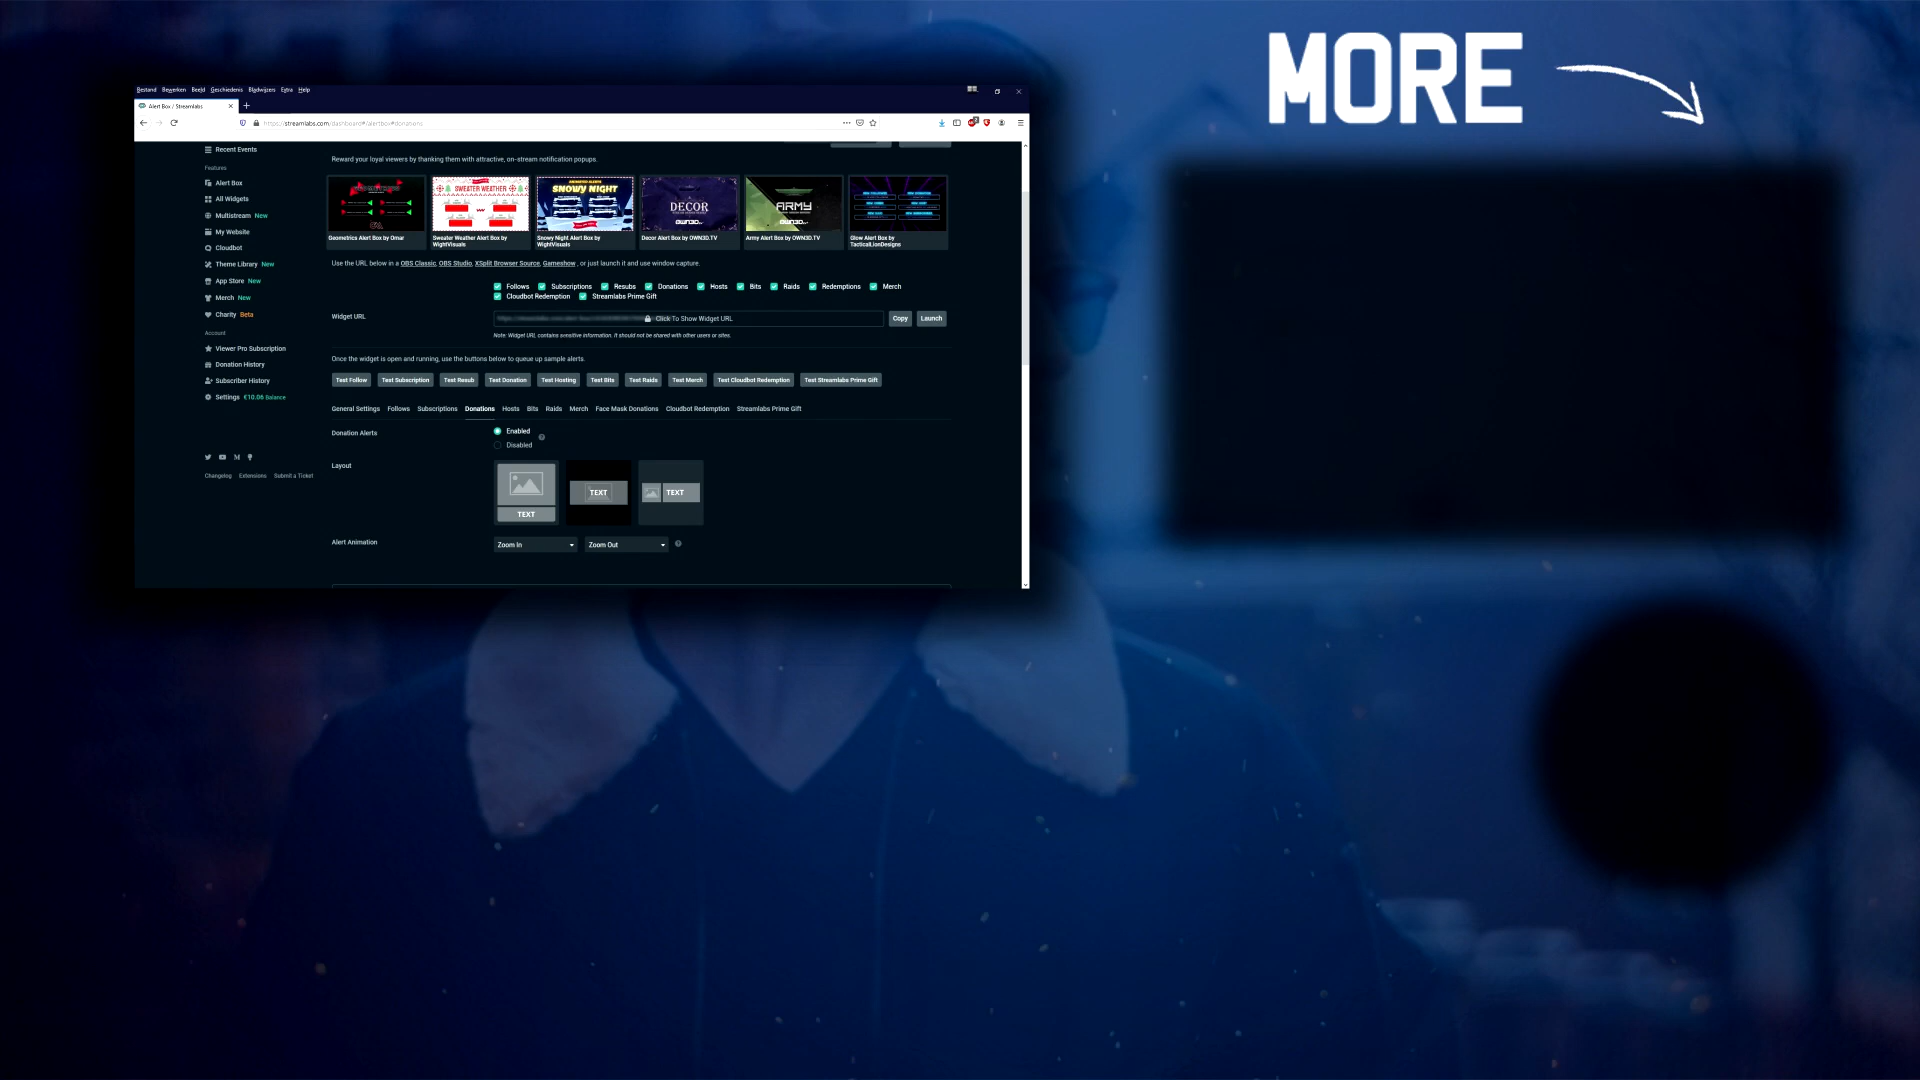 MORE
Bestand Bewerken Beeld Geschiedenis Bladwijzers Extra Help
Alert Box / Streamlabs
https://streamlabs.com/dashboard#/alertbox#donations
Recent Events
Features
Alert Box
All Widgets
Multistream New
My Website
Cloudbot
Theme Library New
App Store New
Merch New
Charity Beta
Account
Viewer Pro Subscription
Donation History
Subscriber History
Settings €10.06 Balance
Changelog Extensions Submit a Ticket
Reward your loyal viewers by thanking them with attractive, on-stream notification popups.
SWEATER WEATHER
SNOWY NIGHT
DECOR
OWN3D
ARMY
OWN3D
Geometrics Alert Box by Omar
Sweater Weather Alert Box by WightVisuals
Snowy Night Alert Box by WightVisuals
Decor Alert Box by OWN3D.TV
Army Alert Box by OWN3D.TV
Glow Alert Box by TacticalLionDesigns
Use the URL below in a OBS Classic, OBS Studio, XSplit Browser Source, Gameshow , or just launch it and use window capture.
Follows Subscriptions Resubs Donations Hosts Bits Raids Redemptions Merch
Cloudbot Redemption Streamlabs Prime Gift
Widget URL
Click To Show Widget URL
Copy Launch
Note: Widget URL contains sensitive information. It should not be shared with other users or sites.
Once the widget is open and running, use the buttons below to queue up sample alerts.
Test Follow Test Subscription Test Resub Test Donation Test Hosting Test Bits Test Raids Test Merch Test Cloudbot Redemption Test Streamlabs Prime Gift
General Settings Follows Subscriptions Donations Hosts Bits Raids Merch Face Mask Donations Cloudbot Redemption Streamlabs Prime Gift
Donation Alerts
Enabled
Disabled
Layout
TEXT
TEXT
TEXT
Alert Animation
Zoom In Zoom Out